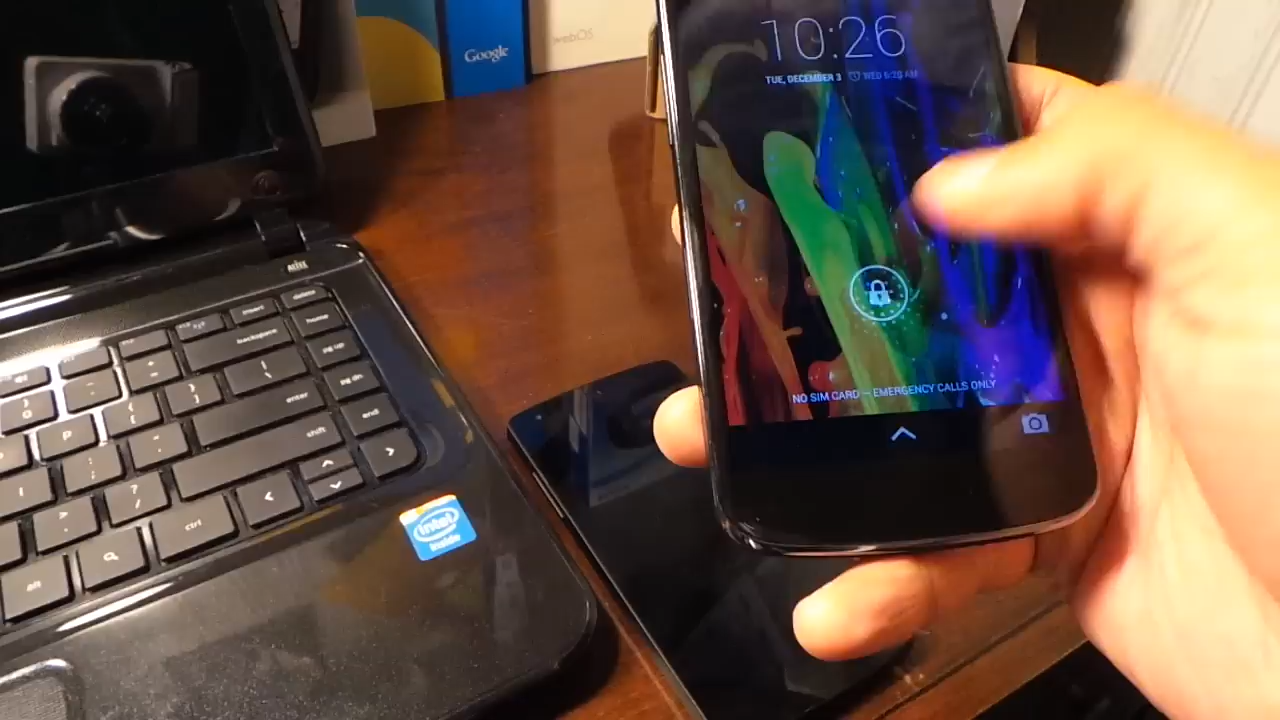 Google
webOS
10:26
TUE, DECEMBER 3 WED 6:20 AM
NO SIM CARD — EMERGENCY CALLS ONLY
delete
insert
home
backspace
pg up
pg dn
enter
end
shift
ctrl
alt
P
intel
inside